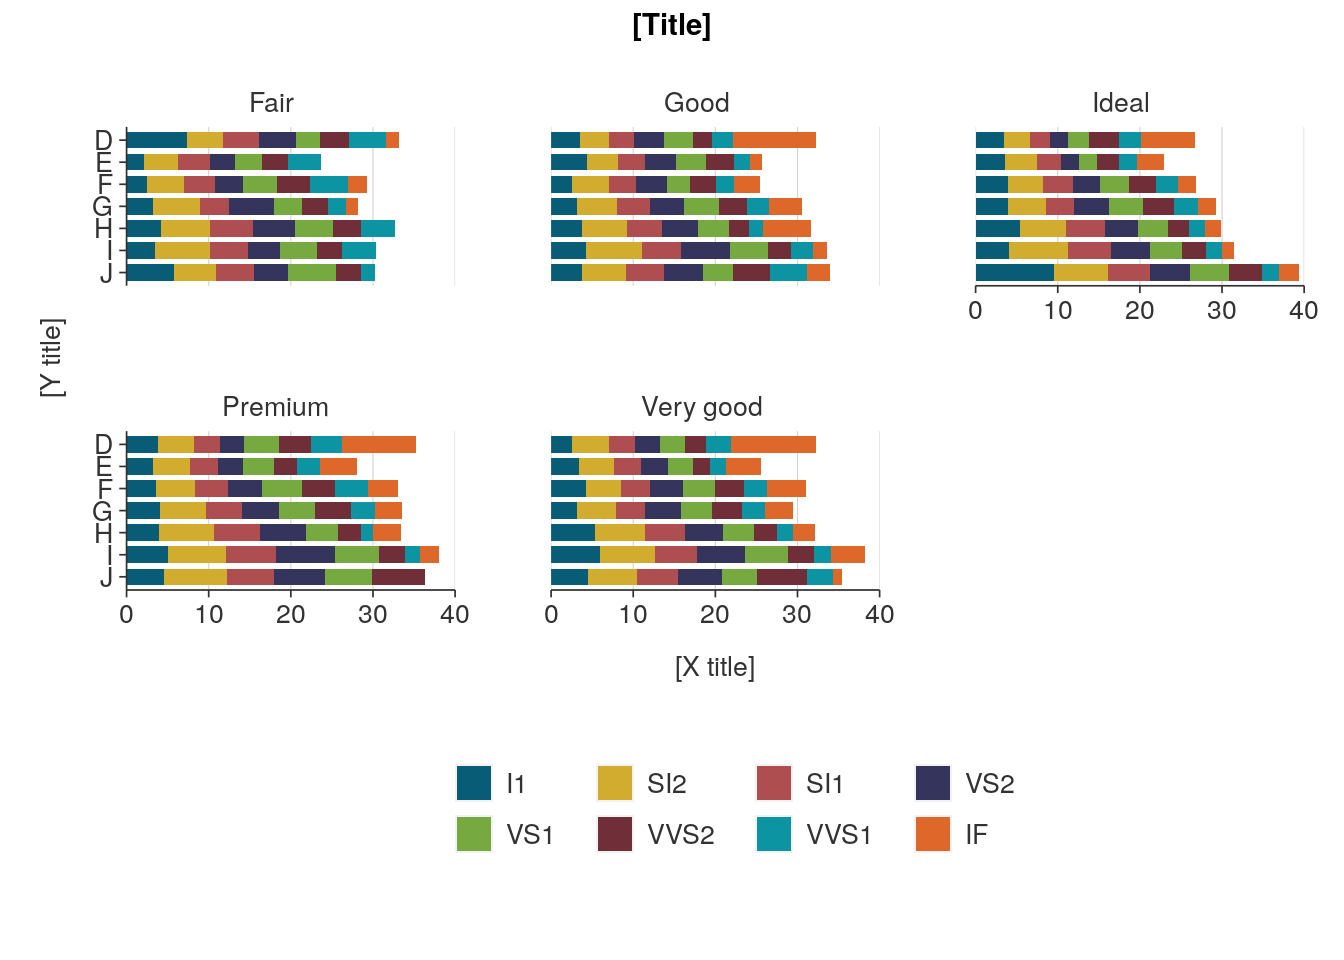 [Title]
Fair
Good
Ideal
D
E
F
G
H
I
J
0 10 20 30 40
[Y title]
Premium
Very good
D
E
F
G
H
I
J
0 10 20 30 40
0 10 20 30 40
[X title]
I1 SI2 SI1 VS2
VS1 VVS2 VVS1 IF